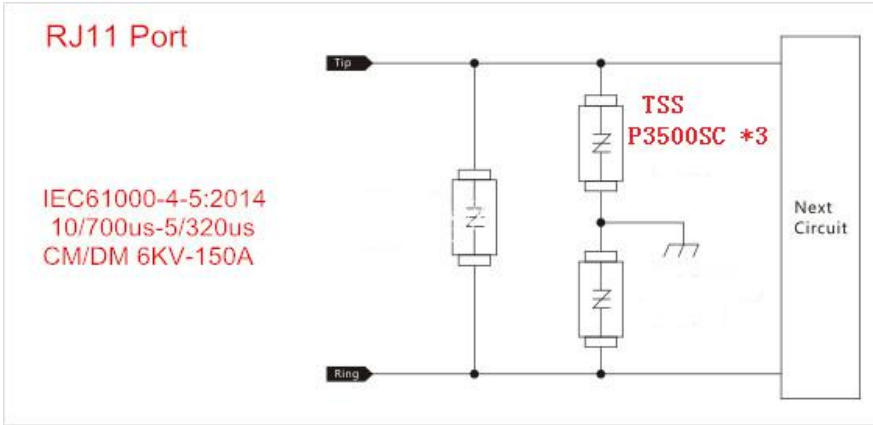 RJ11 Port
Tip
TSS
P3500SC *3
IEC61000-4-5:2014
10/700us-5/320us
CM/DM 6KV-150A
Next
Circuit
Ring